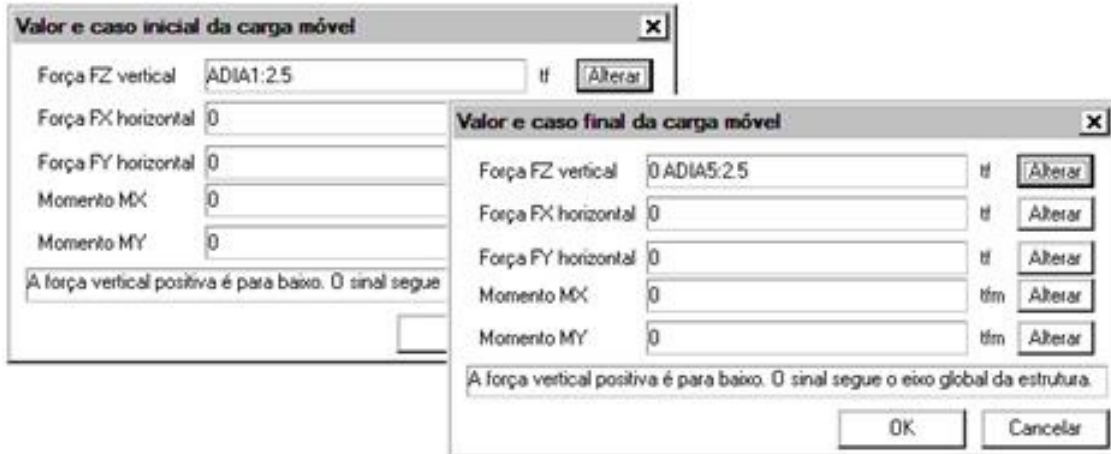 Valor e caso inicial da carga móvel
Força FZ vertical ADIA1:2.5 tf Alterar
Força FX horizontal 0
Força FY horizontal 0
Momento MX 0
Momento MY 0
A força vertical positiva é para baixo. O sinal segue
Valor e caso final da carga móvel
Força FZ vertical 0 ADIA5:2.5 tf Alterar
Força FX horizontal 0 tf Alterar
Força FY horizontal 0 tf Alterar
Momento MX 0 tfm Alterar
Momento MY 0 tfm Alterar
A força vertical positiva é para baixo. O sinal segue o eixo global da estrutura.
OK Cancelar